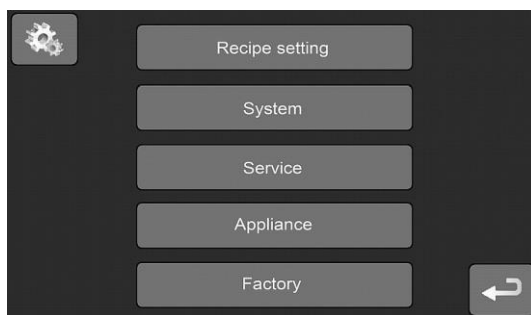 Recipe setting
System
Service
Appliance
Factory